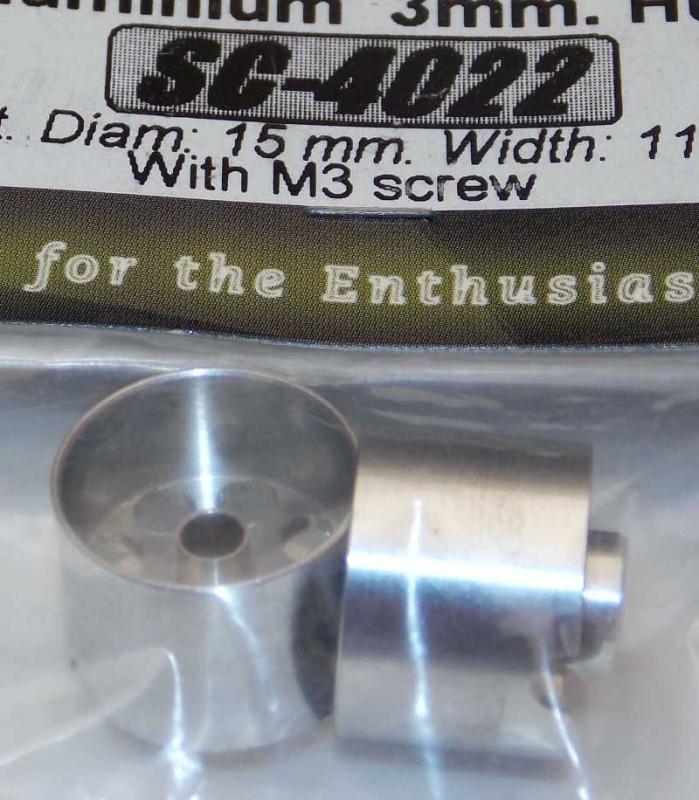 3mm.
SC-4022
Diam: 15 mm. Width: 11
With M3 screw
for the Enthusias